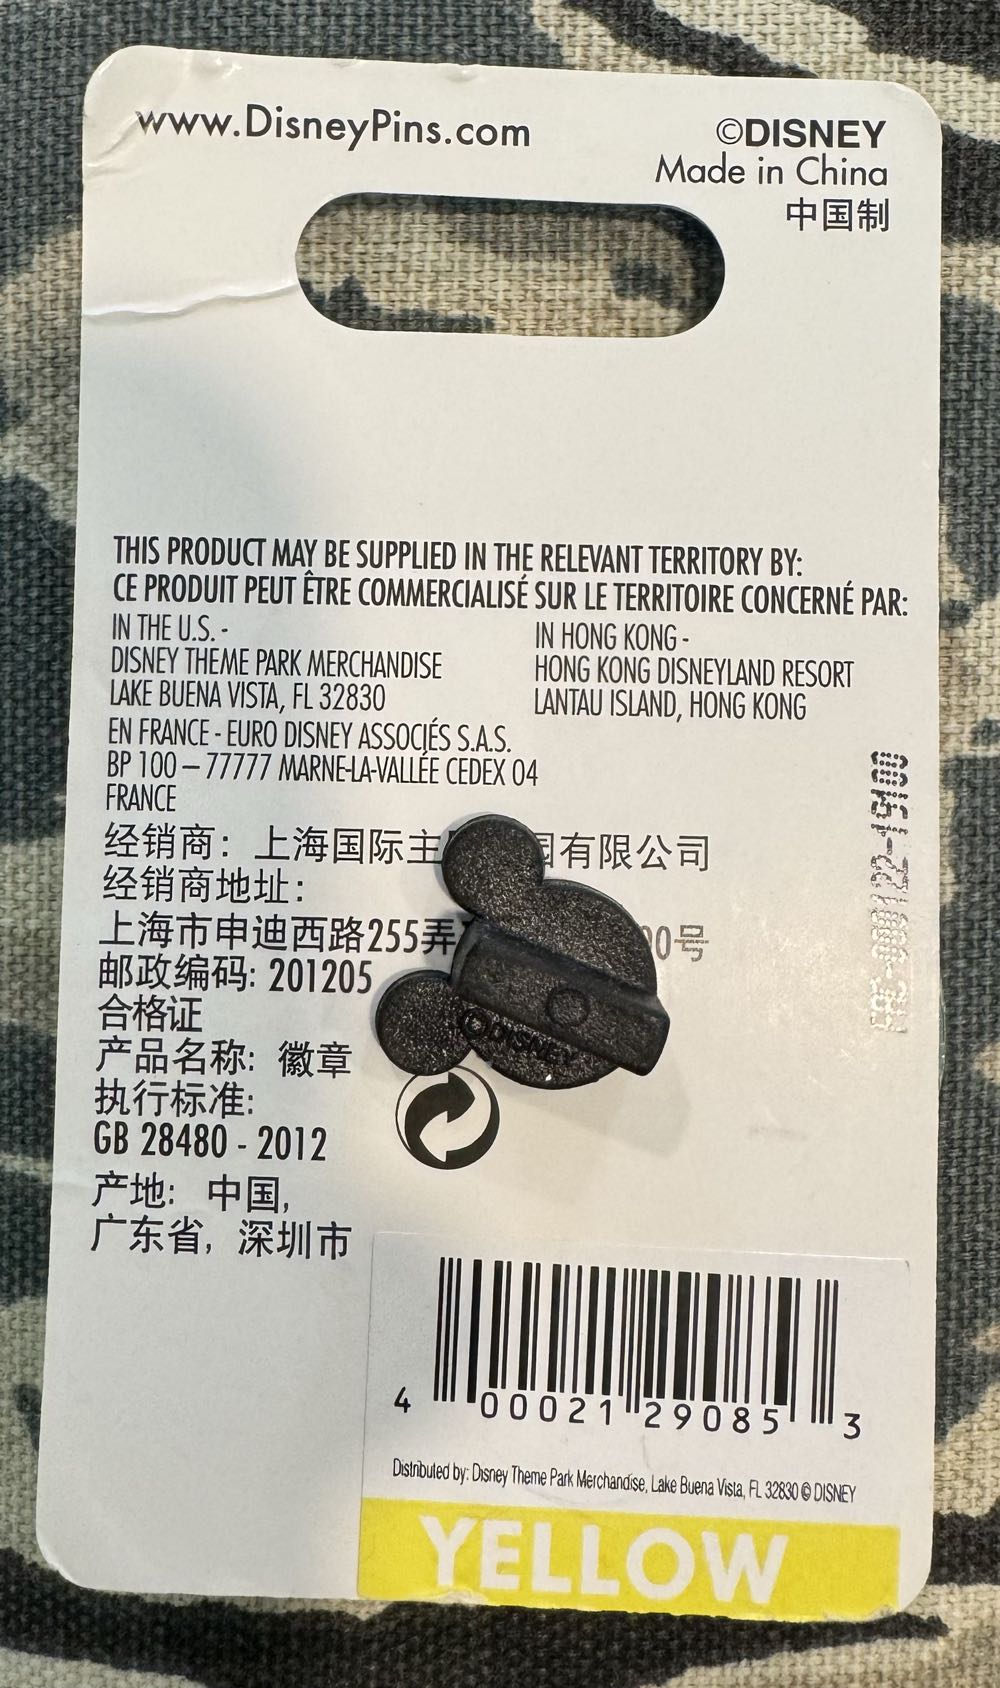 www.DisneyPins.com
©DISNEY
Made in China
中国制
THIS PRODUCT MAY BE SUPPLIED IN THE RELEVANT TERRITORY BY:
CE PRODUIT PEUT ÊTRE COMMERCIALISÉ SUR LE TERRITOIRE CONCERNÉ PAR:
IN THE U.S. -
DISNEY THEME PARK MERCHANDISE
LAKE BUENA VISTA, FL 32830
IN HONG KONG -
HONG KONG DISNEYLAND RESORT
LANTAU ISLAND, HONG KONG
EN FRANCE - EURO DISNEY ASSOCIÉS S.A.S.
BP 100 – 77777 MARNE-LA-VALLÉE CEDEX 04
FRANCE
经销商: 上海国际主 有限公司
经销商地址:
上海市申迪西路255弄 号
邮政编码: 201205
合格证
产品名称: 徽章
执行标准:
GB 28480 - 2012
产地: 中国,
广东省, 深圳市
©DISNEY
4 00021 29085 3
Distributed by: Disney Theme Park Merchandise, Lake Buena Vista, FL 32830 © DISNEY
YELLOW